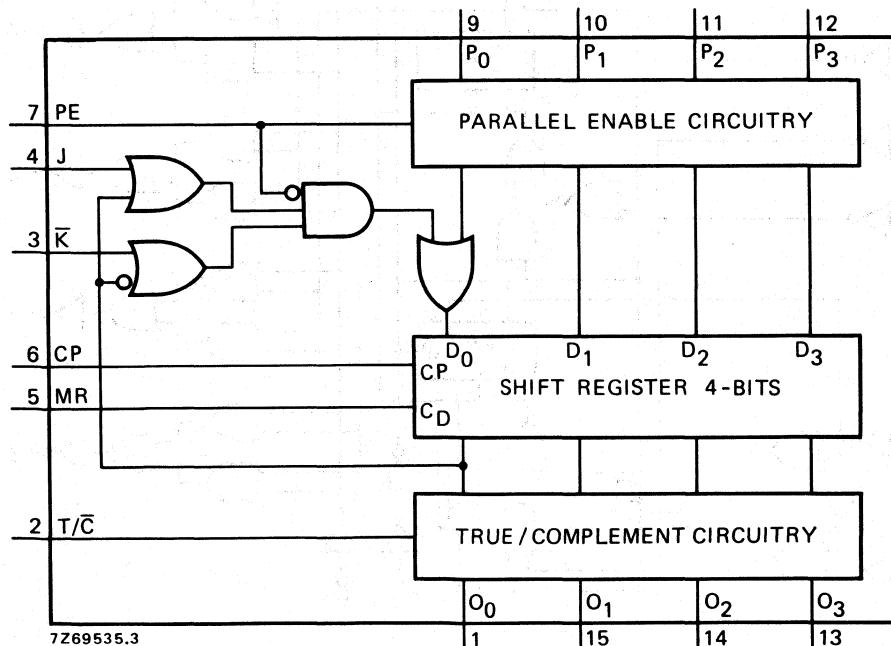 9 10 11 12
P0 P1 P2 P3
7 PE
PARALLEL ENABLE CIRCUITRY
4 J
3 K̅
D0 D1 D2 D3
6 CP
CP
SHIFT REGISTER 4-BITS
5 MR
CD
2 T/C̅
TRUE/COMPLEMENT CIRCUITRY
O0 O1 O2 O3
7Z69535.3
1 15 14 13